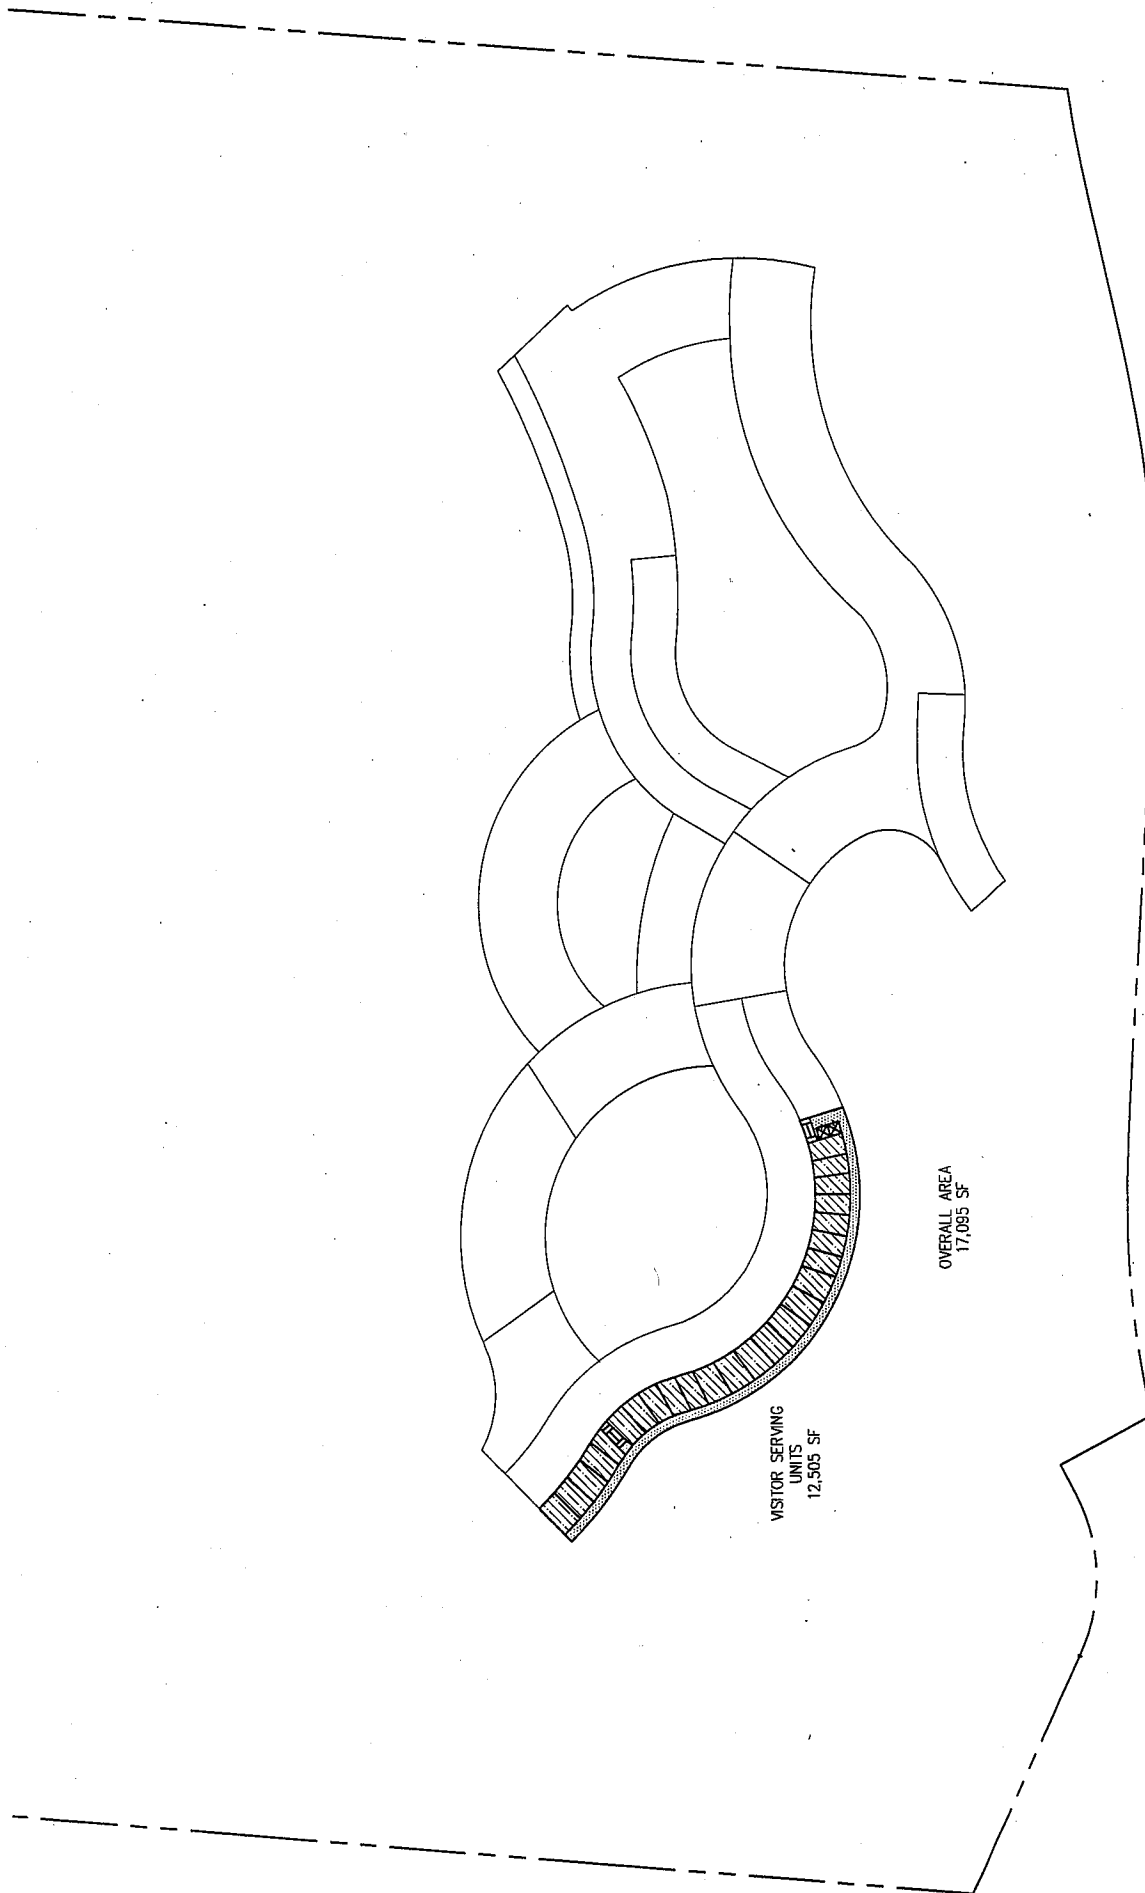 VISITOR SERVING
UNITS
12,505 SF
OVERALL AREA
17,095 SF